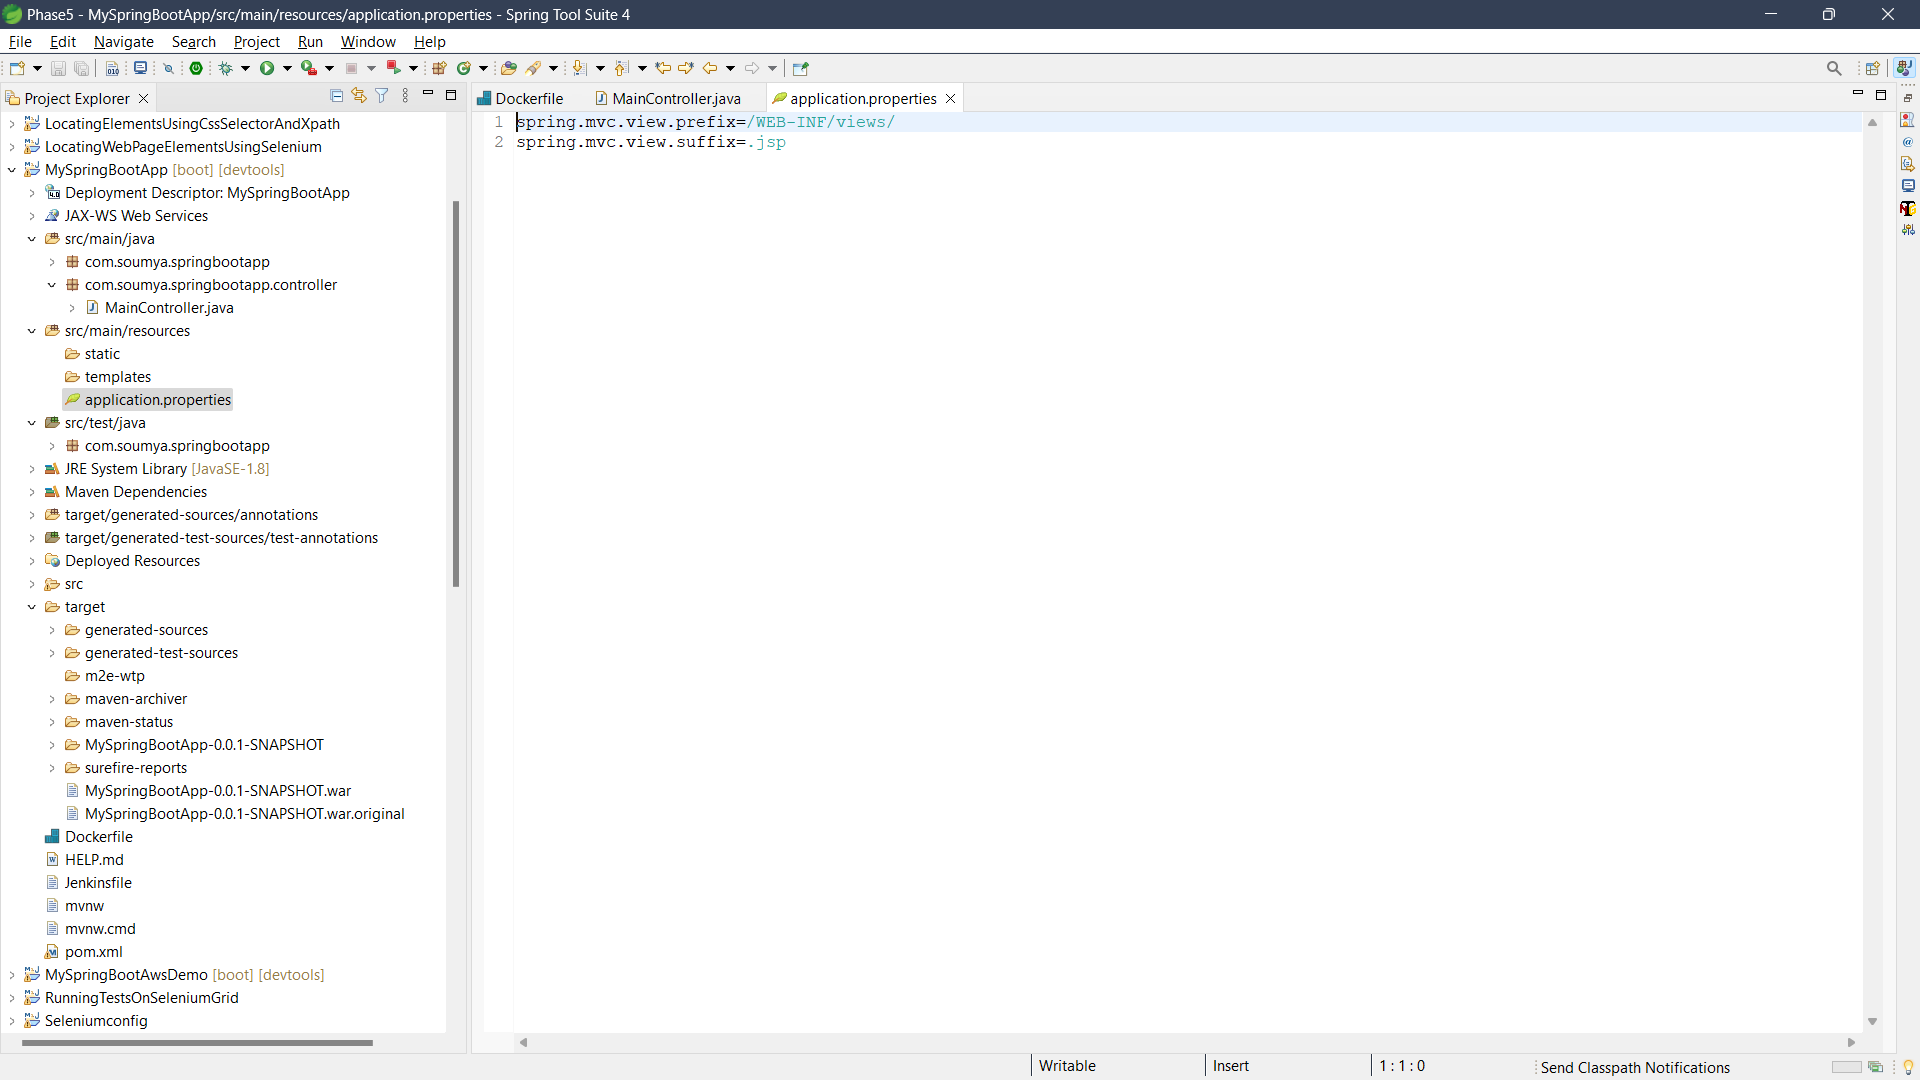 Phase5 - MySpringBootApp/src/main/resources/application.properties - Spring Tool Suite 4
File Edit Navigate Search Project Run Window Help
Project Explorer
LocatingElementsUsingCssSelectorAndXpath
LocatingWebPageElementsUsingSelenium
MySpringBootApp [boot] [devtools]
Deployment Descriptor: MySpringBootApp
JAX-WS Web Services
src/main/java
com.soumya.springbootapp
com.soumya.springbootapp.controller
MainController.java
src/main/resources
static
templates
application.properties
src/test/java
com.soumya.springbootapp
JRE System Library [JavaSE-1.8]
Maven Dependencies
target/generated-sources/annotations
target/generated-test-sources/test-annotations
Deployed Resources
src
target
generated-sources
generated-test-sources
m2e-wtp
maven-archiver
maven-status
MySpringBootApp-0.0.1-SNAPSHOT
surefire-reports
MySpringBootApp-0.0.1-SNAPSHOT.war
MySpringBootApp-0.0.1-SNAPSHOT.war.original
Dockerfile
HELP.md
Jenkinsfile
mvnw
mvnw.cmd
pom.xml
MySpringBootAwsDemo [boot] [devtools]
RunningTestsOnSeleniumGrid
Seleniumconfig
Dockerfile MainController.java application.properties
1 spring.mvc.view.prefix=/WEB-INF/views/
2 spring.mvc.view.suffix=.jsp
Writable Insert 1 : 1 : 0 Send Classpath Notifications